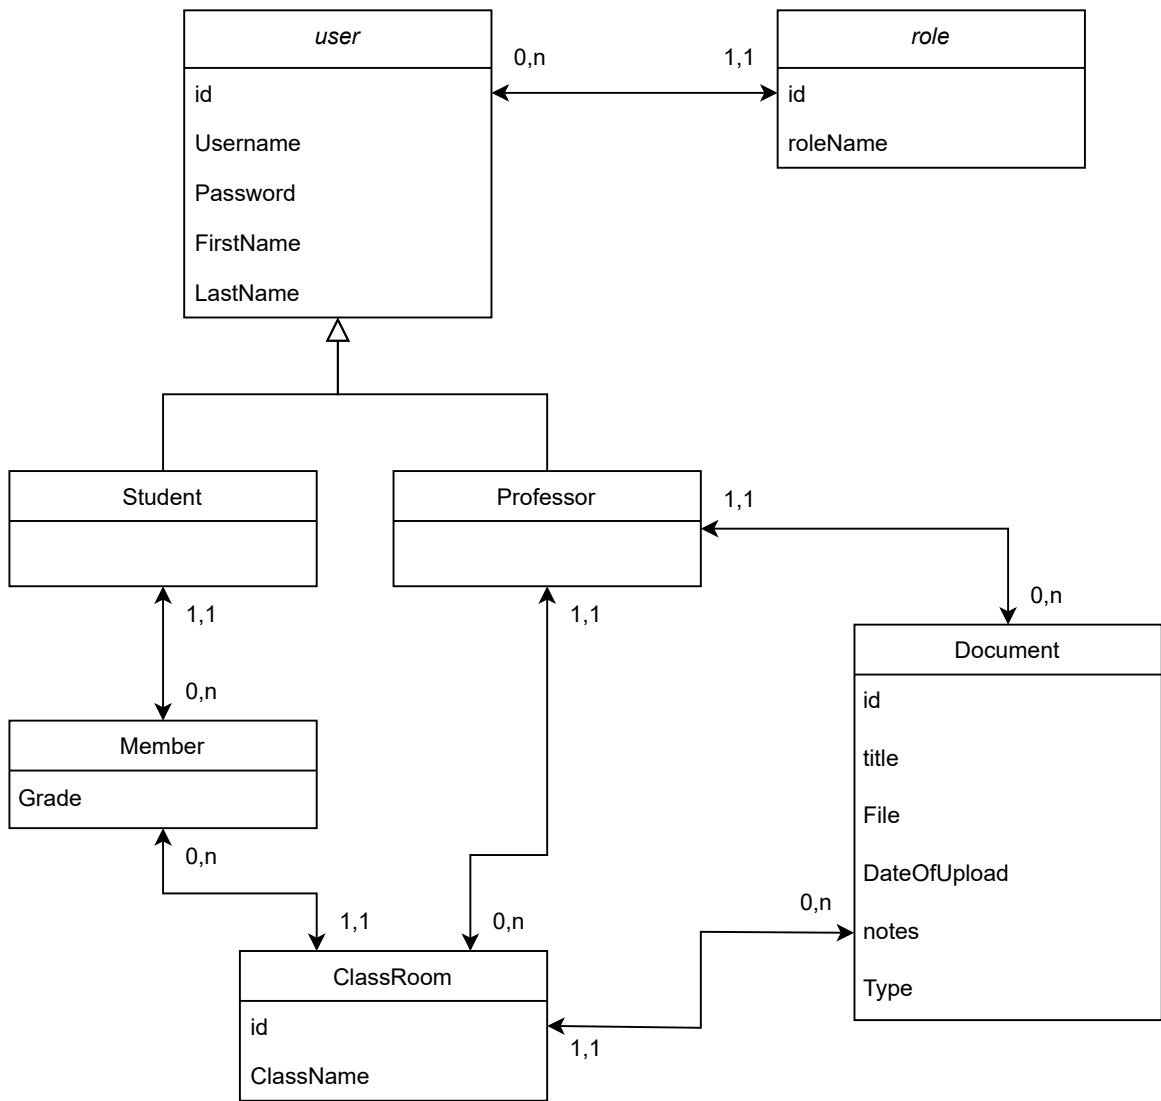 user
role
0,n
1,1
id
Username
Password
FirstName
LastName
id
roleName
Student
Professor
1,1
1,1
1,1
0,n
0,n
Member
Grade
Document
id
title
File
DateOfUpload
notes
Type
0,n
1,1
0,n
0,n
1,1
ClassRoom
id
ClassName